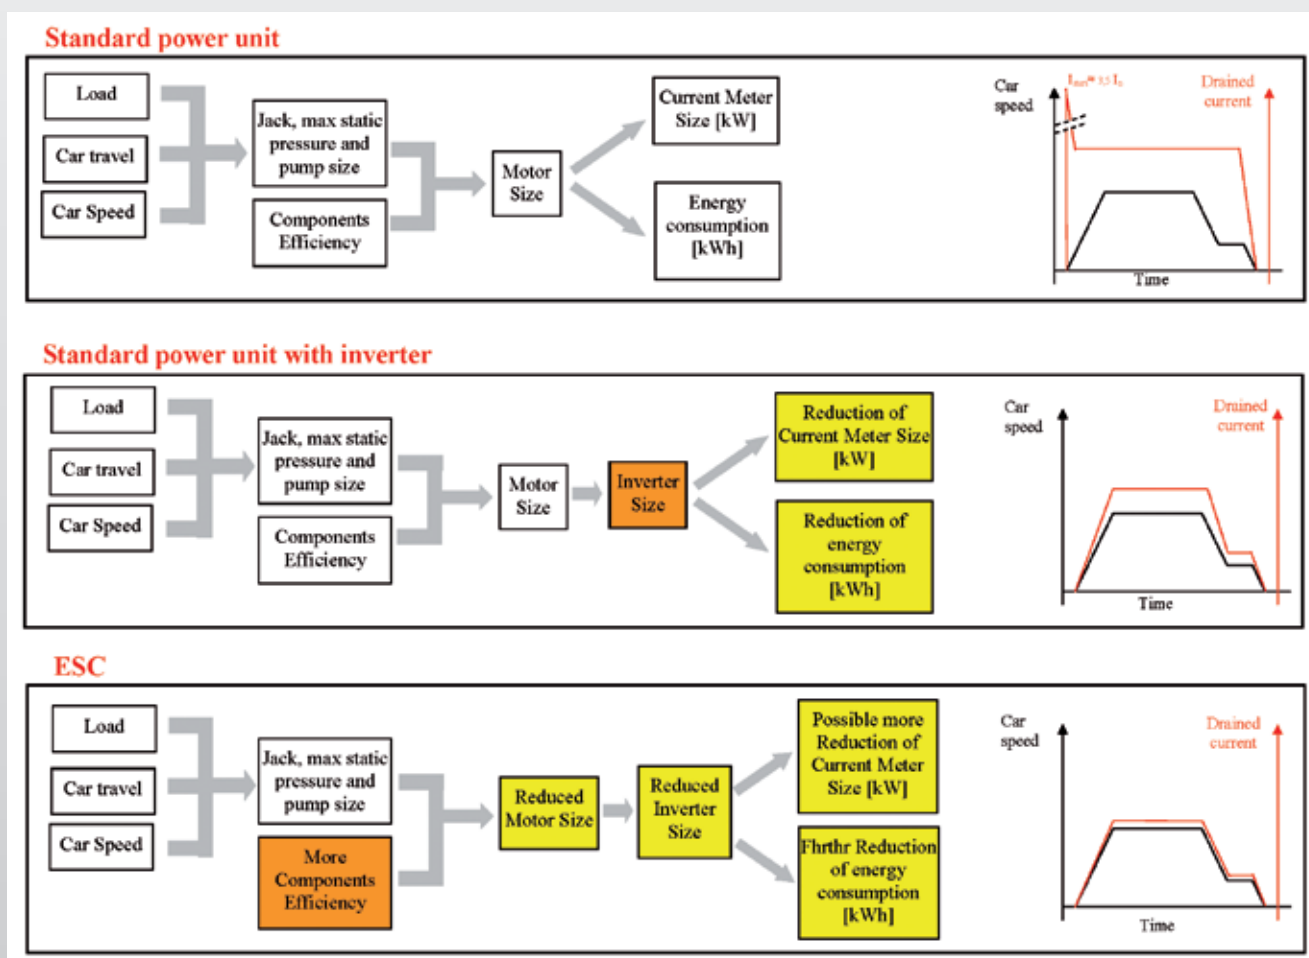 Standard power unit
Load
Car travel
Car Speed
Jack, max static
pressure and
pump size
Components
Efficiency
Motor
Size
Current Meter
Size [kW]
Energy
consumption
[kWh]
Car
speed
Drained
current
Time
Standard power unit with inverter
Load
Car travel
Car Speed
Jack, max static
pressure and
pump size
Components
Efficiency
Motor
Size
Inverter
Size
Reduction of
Current Meter Size
[kW]
Reduction of
energy
consumption
[kWh]
Car
speed
Drained
current
Time
ESC
Load
Car travel
Car Speed
Jack, max static
pressure and
pump size
More
Components
Efficiency
Reduced
Motor Size
Reduced
Inverter
Size
Possible more
Reduction of
Current Meter
Size [kW]
Fhrthr Reduction
of energy
consumption
[kWh]
Car
speed
Drained
current
Time